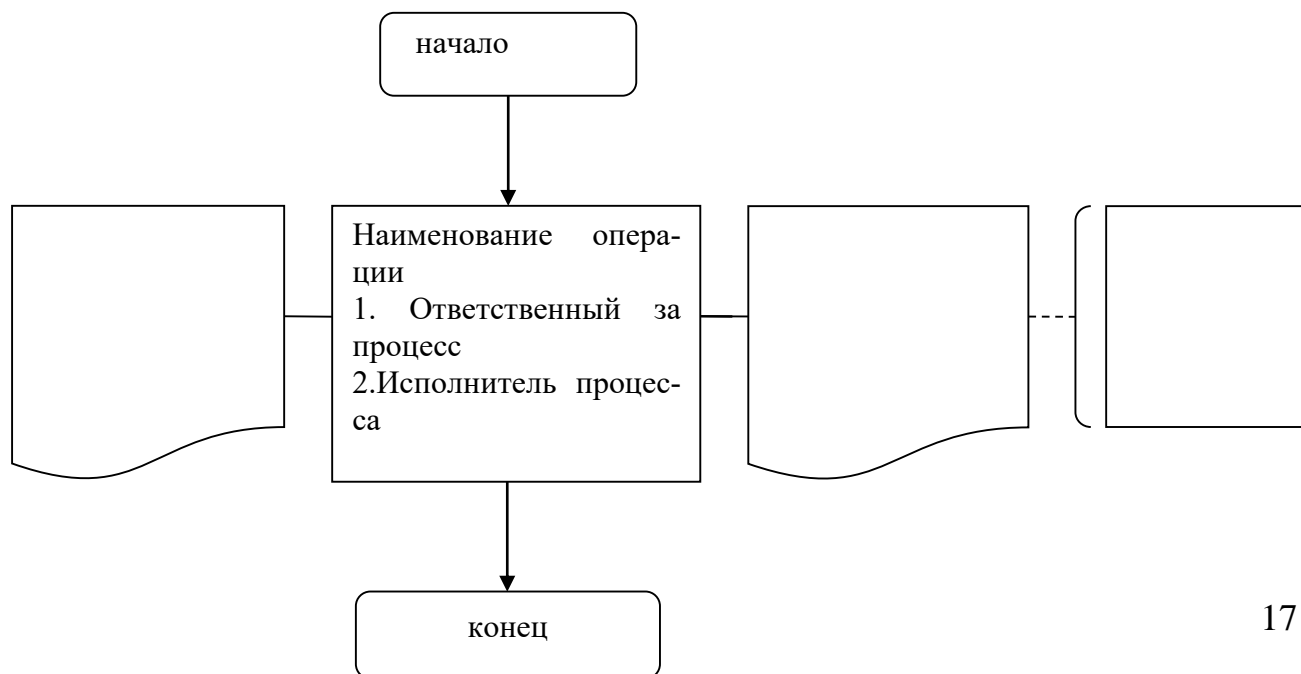 начало
Наименование опера-
ции
1. Ответственный за
процесс
2.Исполнитель процес-
са
конец
17